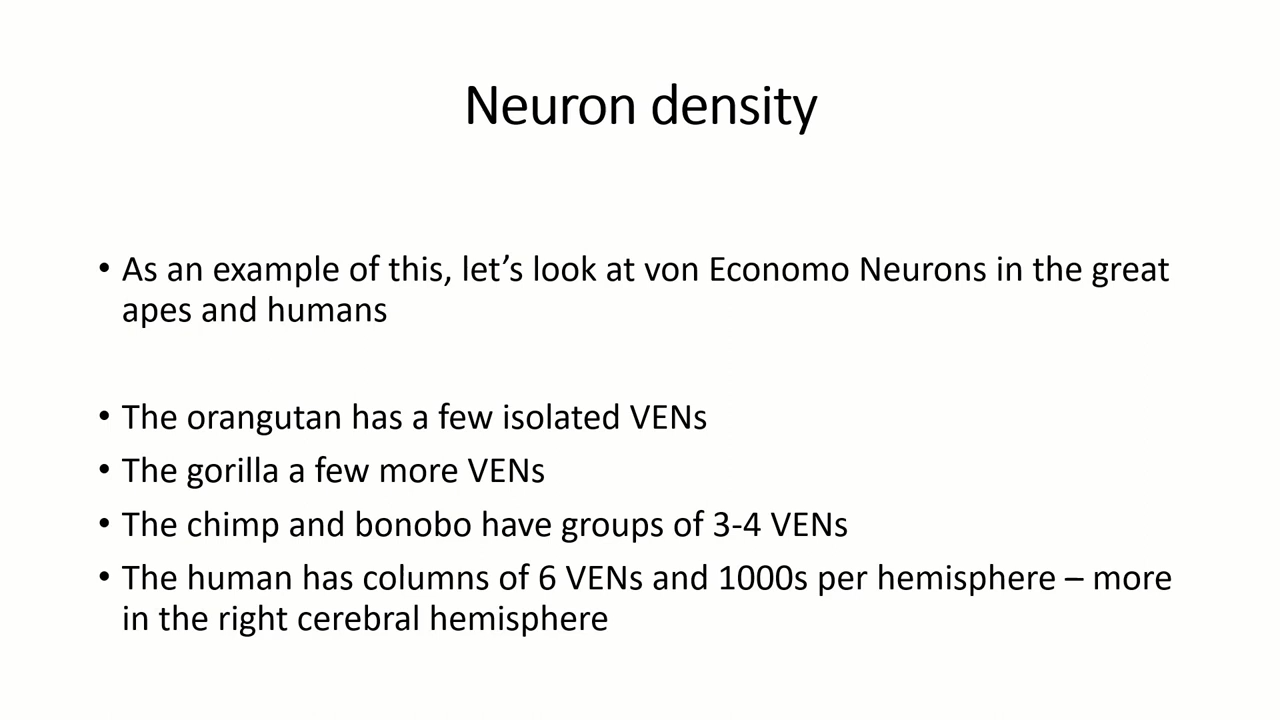 Neuron density
• As an example of this, let’s look at von Economo Neurons in the great
apes and humans
• The orangutan has a few isolated VENs
• The gorilla a few more VENs
• The chimp and bonobo have groups of 3-4 VENs
• The human has columns of 6 VENs and 1000s per hemisphere – more
in the right cerebral hemisphere